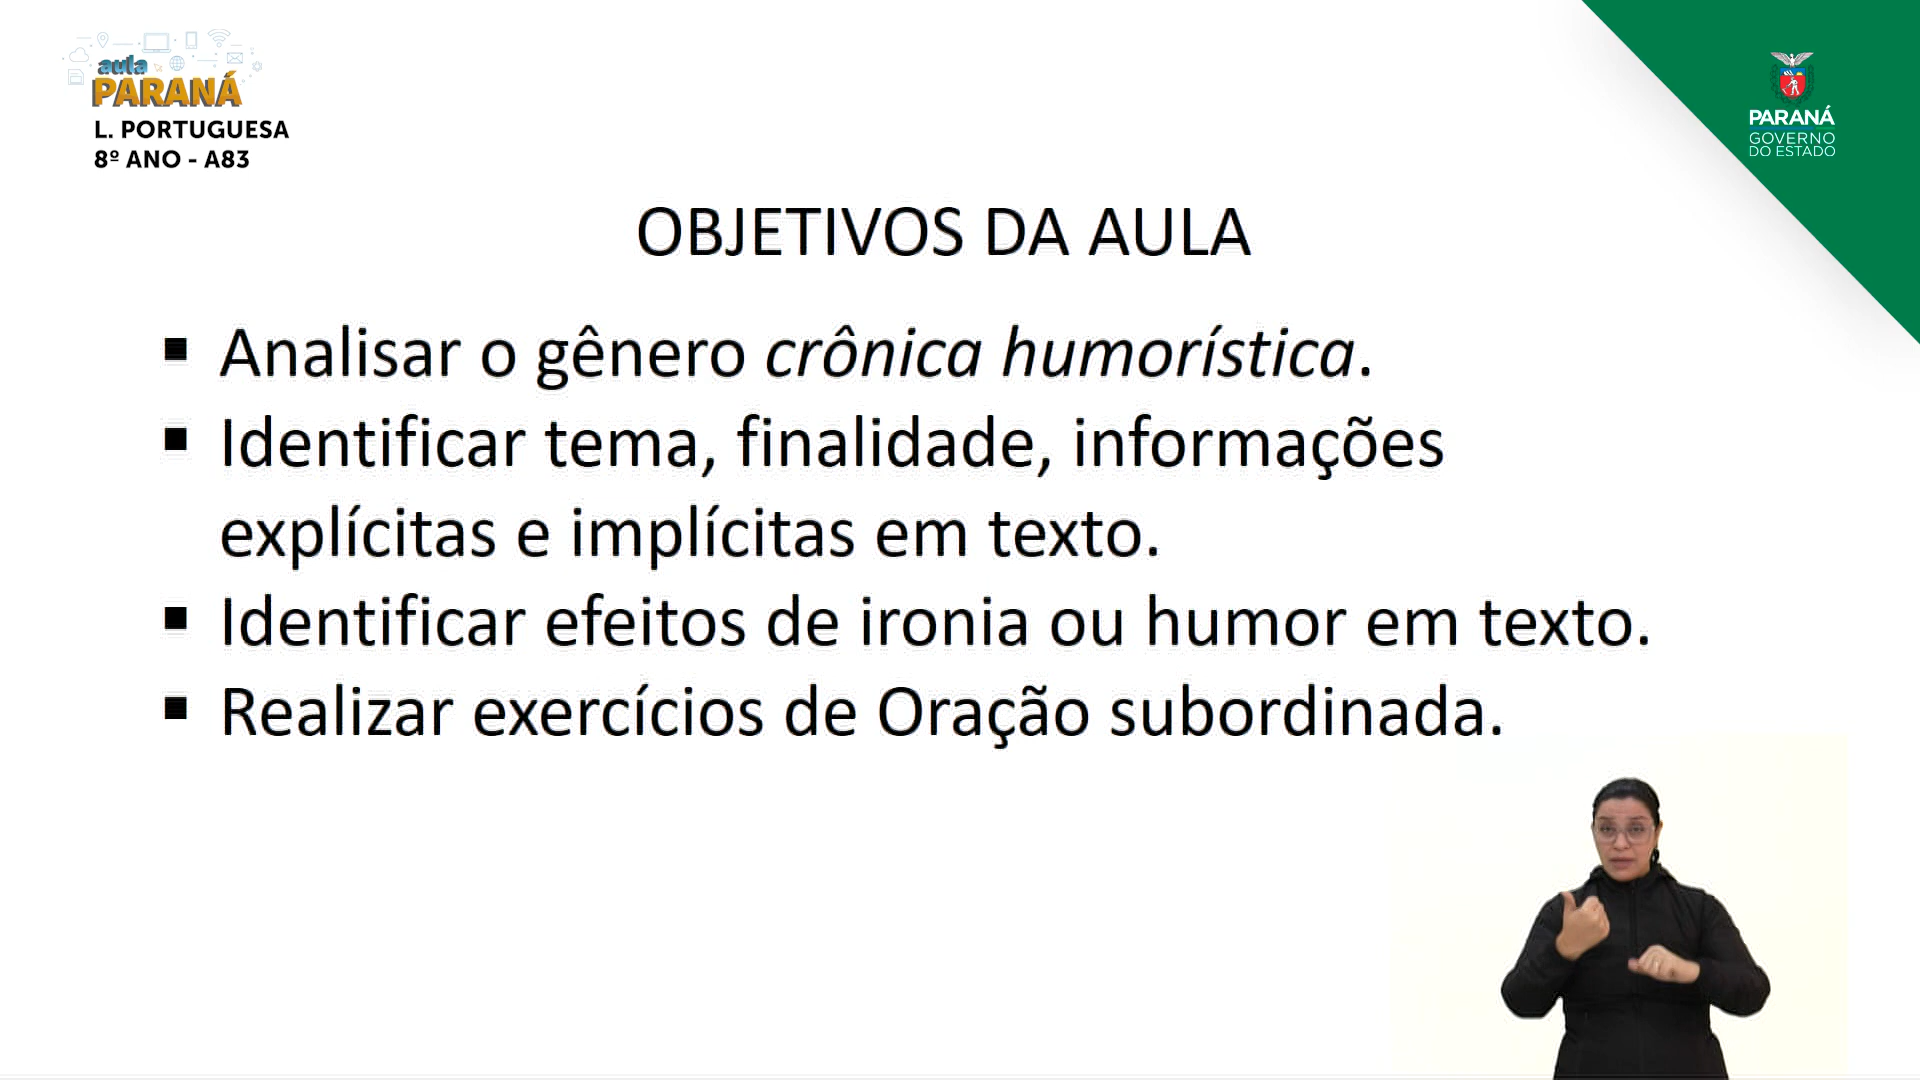 aula
PARANÁ
L. PORTUGUESA
8º ANO - A83
PARANÁ
GOVERNO
DO ESTADO
OBJETIVOS DA AULA
▪ Analisar o gênero crônica humorística.
▪ Identificar tema, finalidade, informações
explícitas e implícitas em texto.
▪ Identificar efeitos de ironia ou humor em texto.
▪ Realizar exercícios de Oração subordinada.